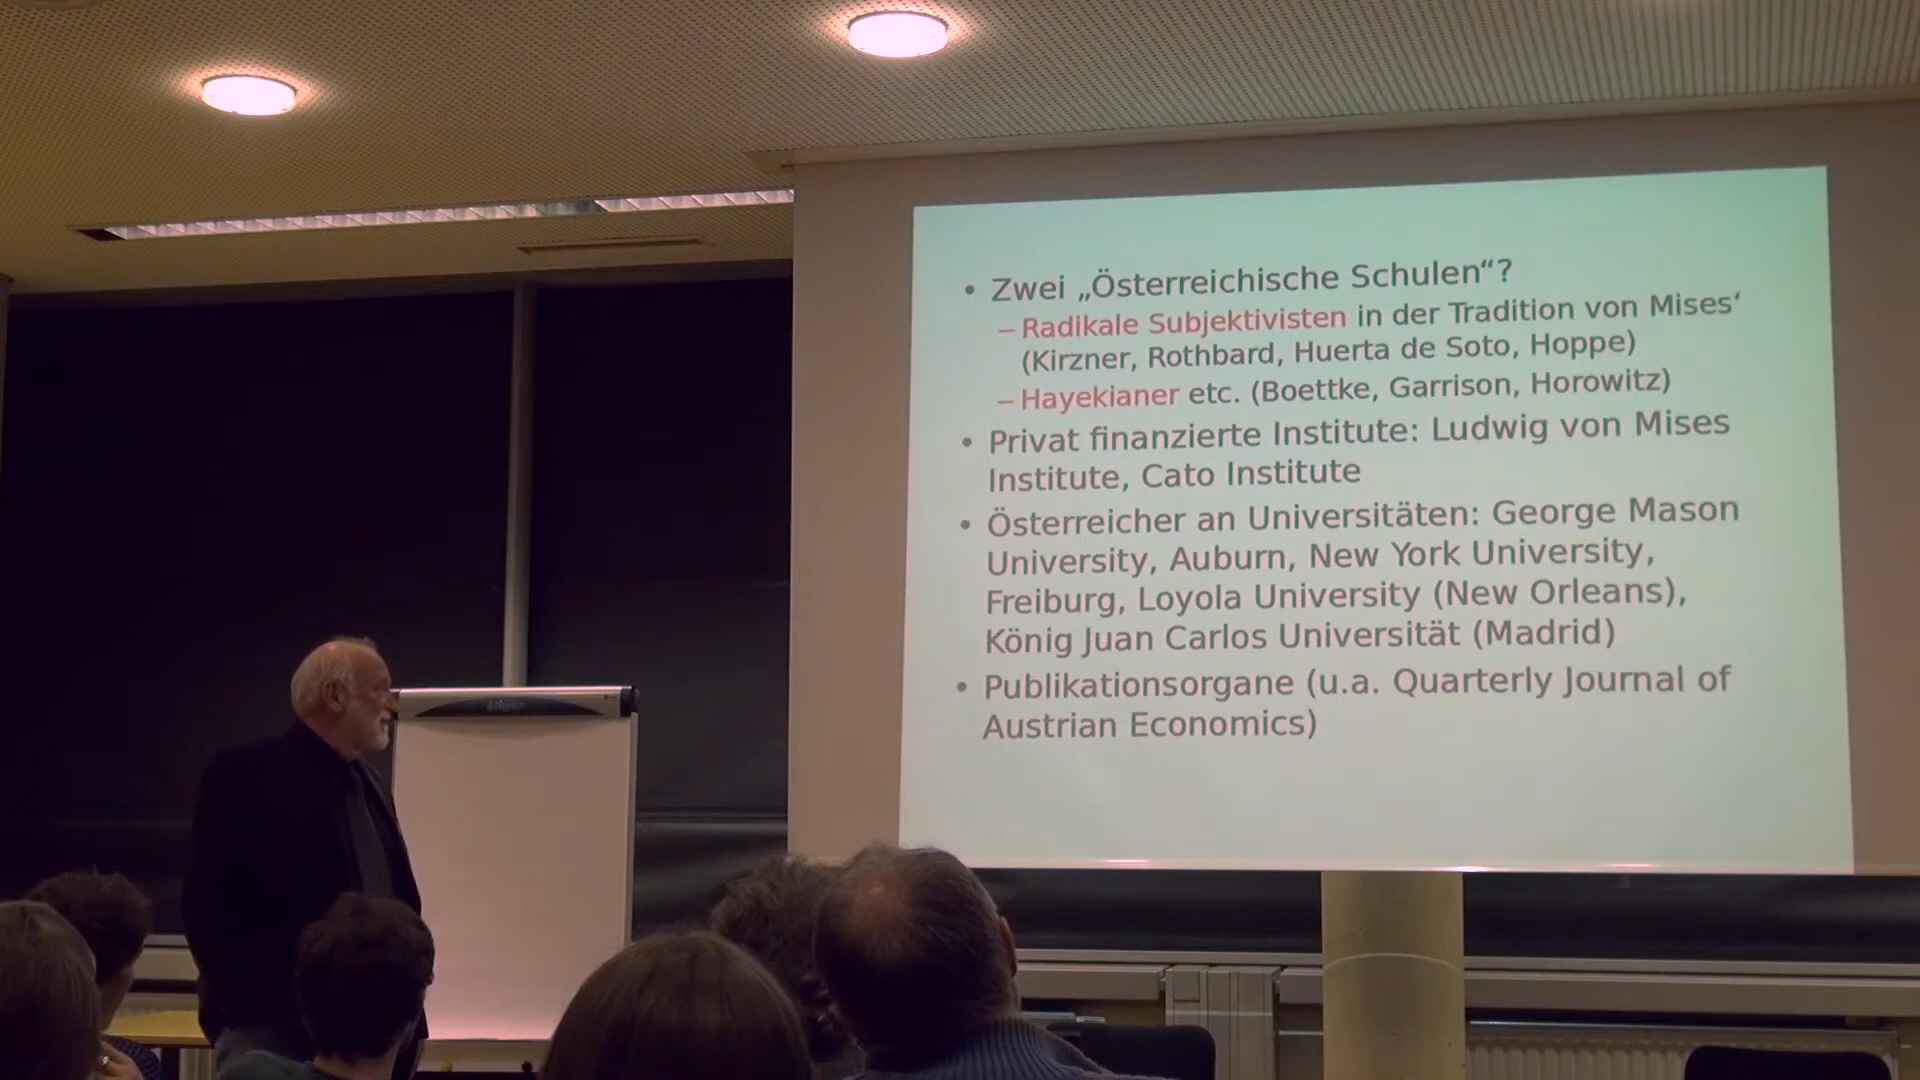 • Zwei „Österreichische Schulen“?
– Radikale Subjektivisten in der Tradition von Mises‘
(Kirzner, Rothbard, Huerta de Soto, Hoppe)
– Hayekianer etc. (Boettke, Garrison, Horowitz)
• Privat finanzierte Institute: Ludwig von Mises
Institute, Cato Institute
• Österreicher an Universitäten: George Mason
University, Auburn, New York University,
Freiburg, Loyola University (New Orleans),
König Juan Carlos Universität (Madrid)
• Publikationsorgane (u.a. Quarterly Journal of
Austrian Economics)